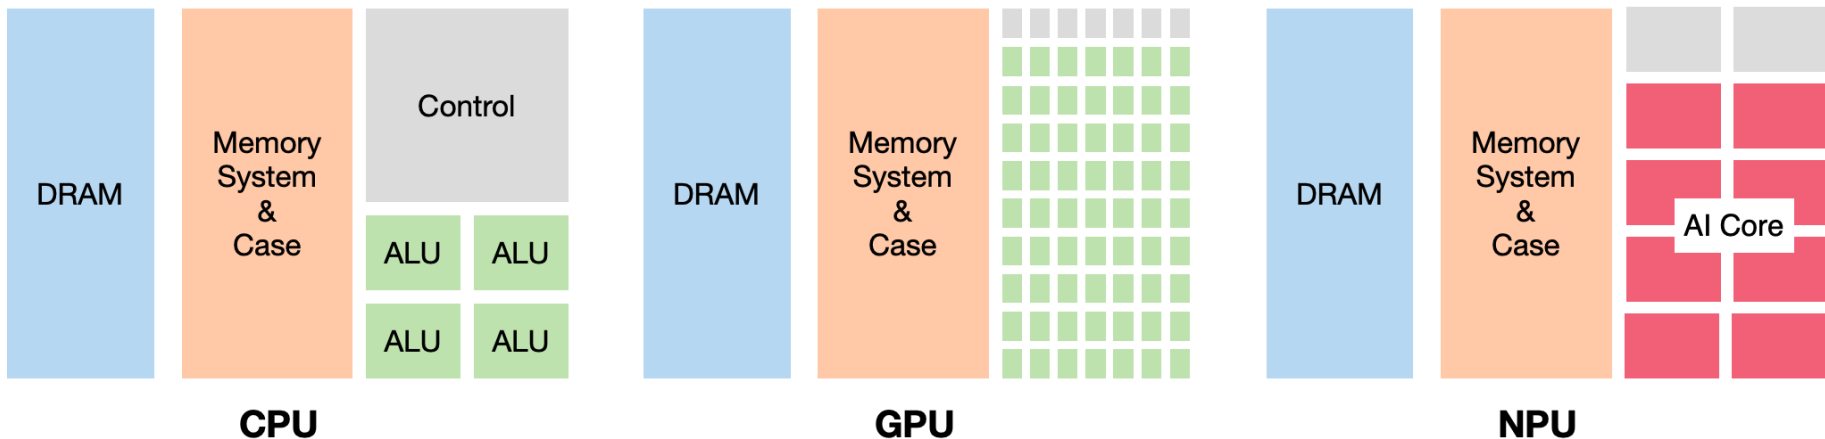 DRAM
Memory
System
&
Case
Control
ALU
ALU
ALU
ALU
CPU
DRAM
Memory
System
&
Case
GPU
DRAM
Memory
System
&
Case
AI Core
NPU